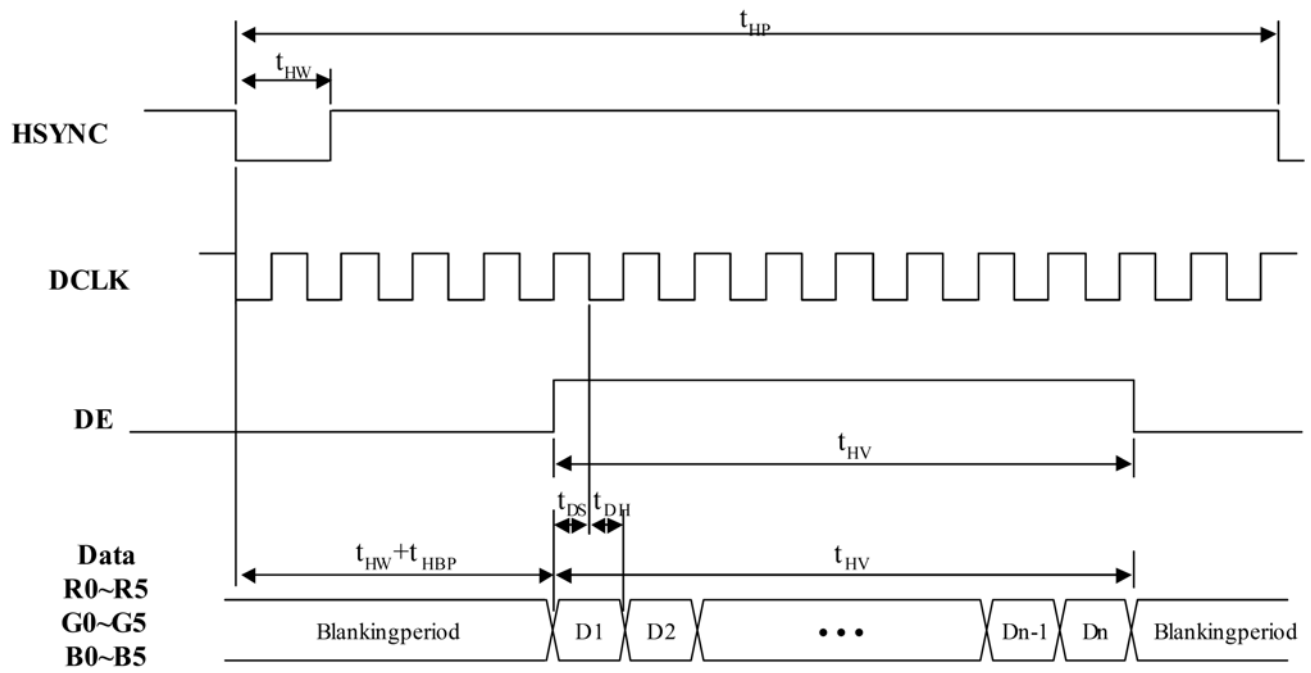 tHP
tHW
HSYNC
DCLK
DE
tHV
tDS tDH
Data
tHW+tHBP tHV
R0~R5
G0~G5
Blankingperiod D1 D2 ••• Dn-1 Dn Blankingperiod
B0~B5